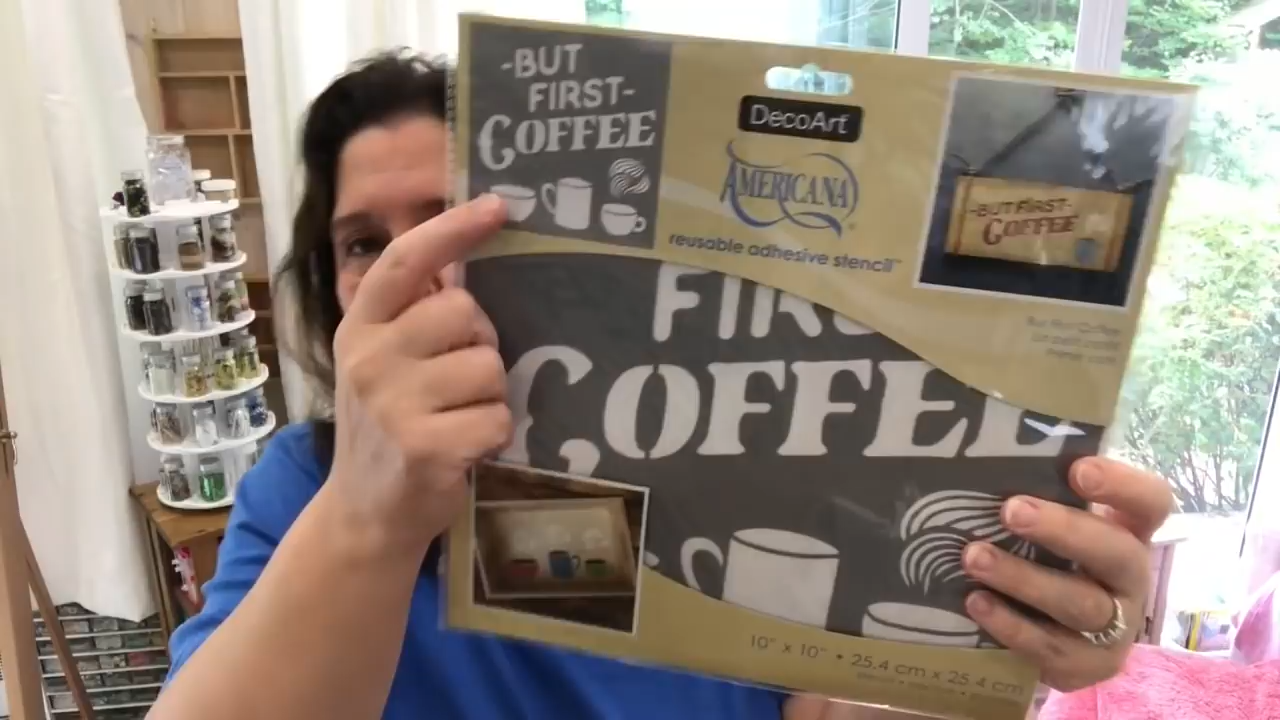 -BUT
FIRST-
COFFEE
DecoArt
AMERICANA
reusable adhesive stencil™
-BUT FIRST-
COFFEE
FIRS
COFFEE
10" x 10" • 25.4 cm x 25.4 cm